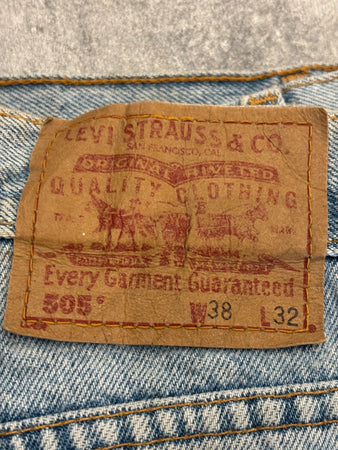 LEVI STRAUSS & CO.
SAN FRANCISCO, CAL.
ORIGINAL RIVETED
QUALITY CLOTHING
Every Garment Guaranteed
505® W38 L32